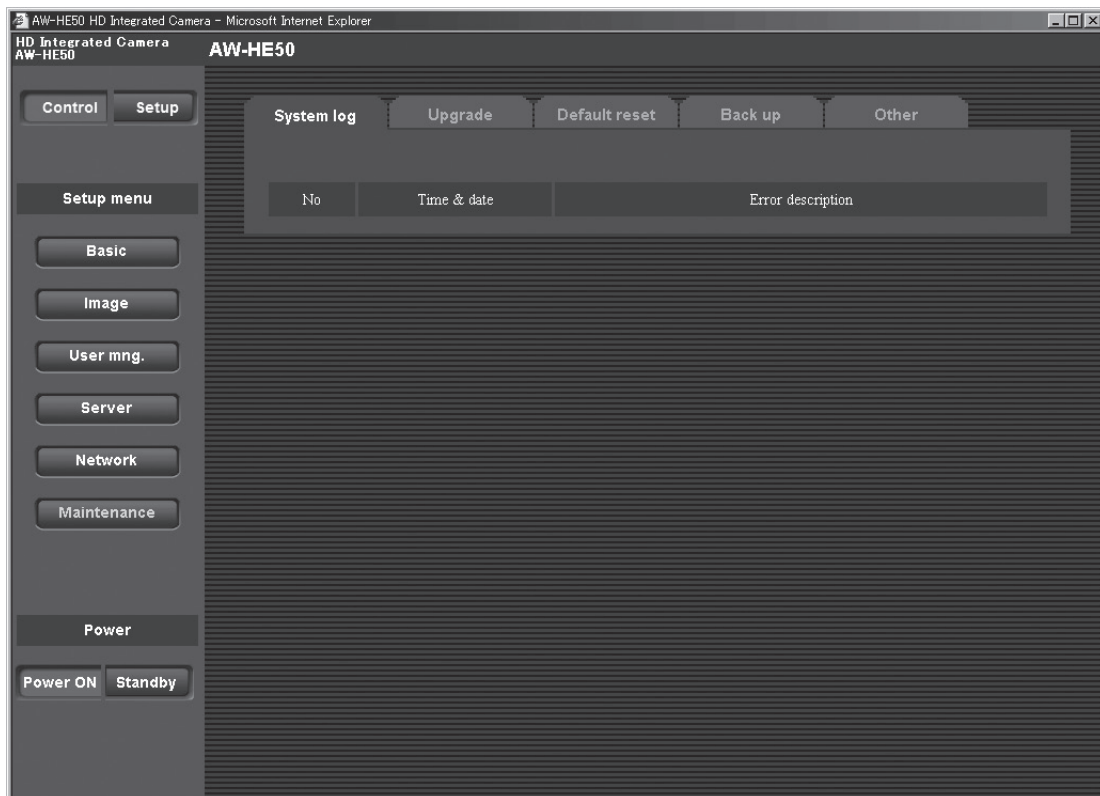 AW-HE50 HD Integrated Camera - Microsoft Internet Explorer
HD Integrated Camera
AW-HE50
AW-HE50
Control Setup
System log Upgrade Default reset Back up Other
No Time & date Error description
Setup menu
Basic
Image
User mng.
Server
Network
Maintenance
Power
Power ON Standby